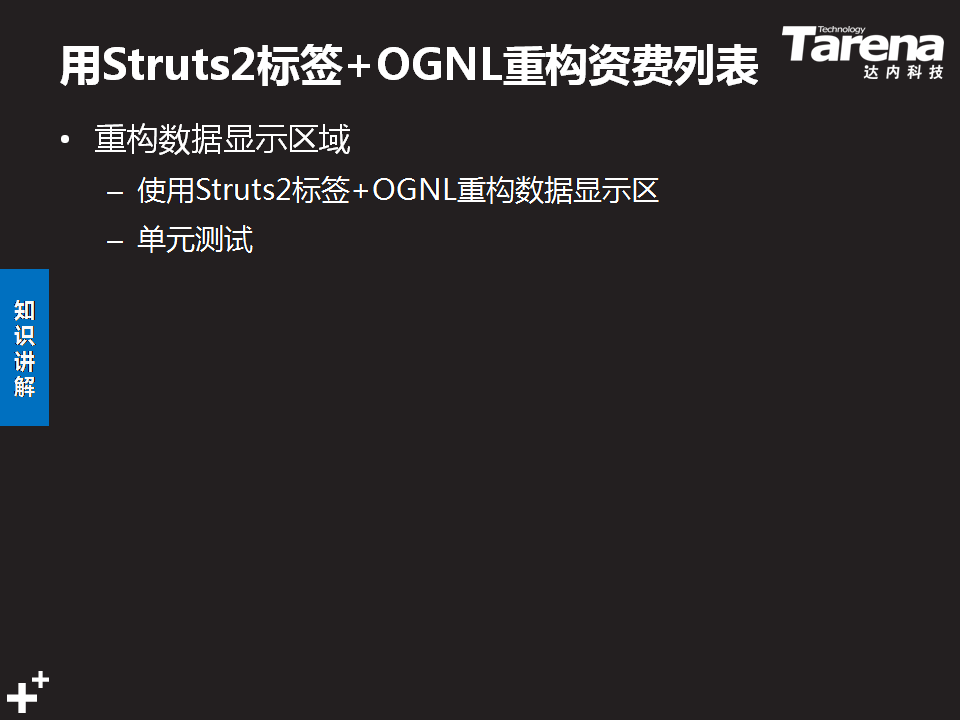 用Struts2标签+OGNL重构资费列表
Technology
Tarena
达内科技
• 重构数据显示区域
– 使用Struts2标签+OGNL重构数据显示区
– 单元测试
知识讲解